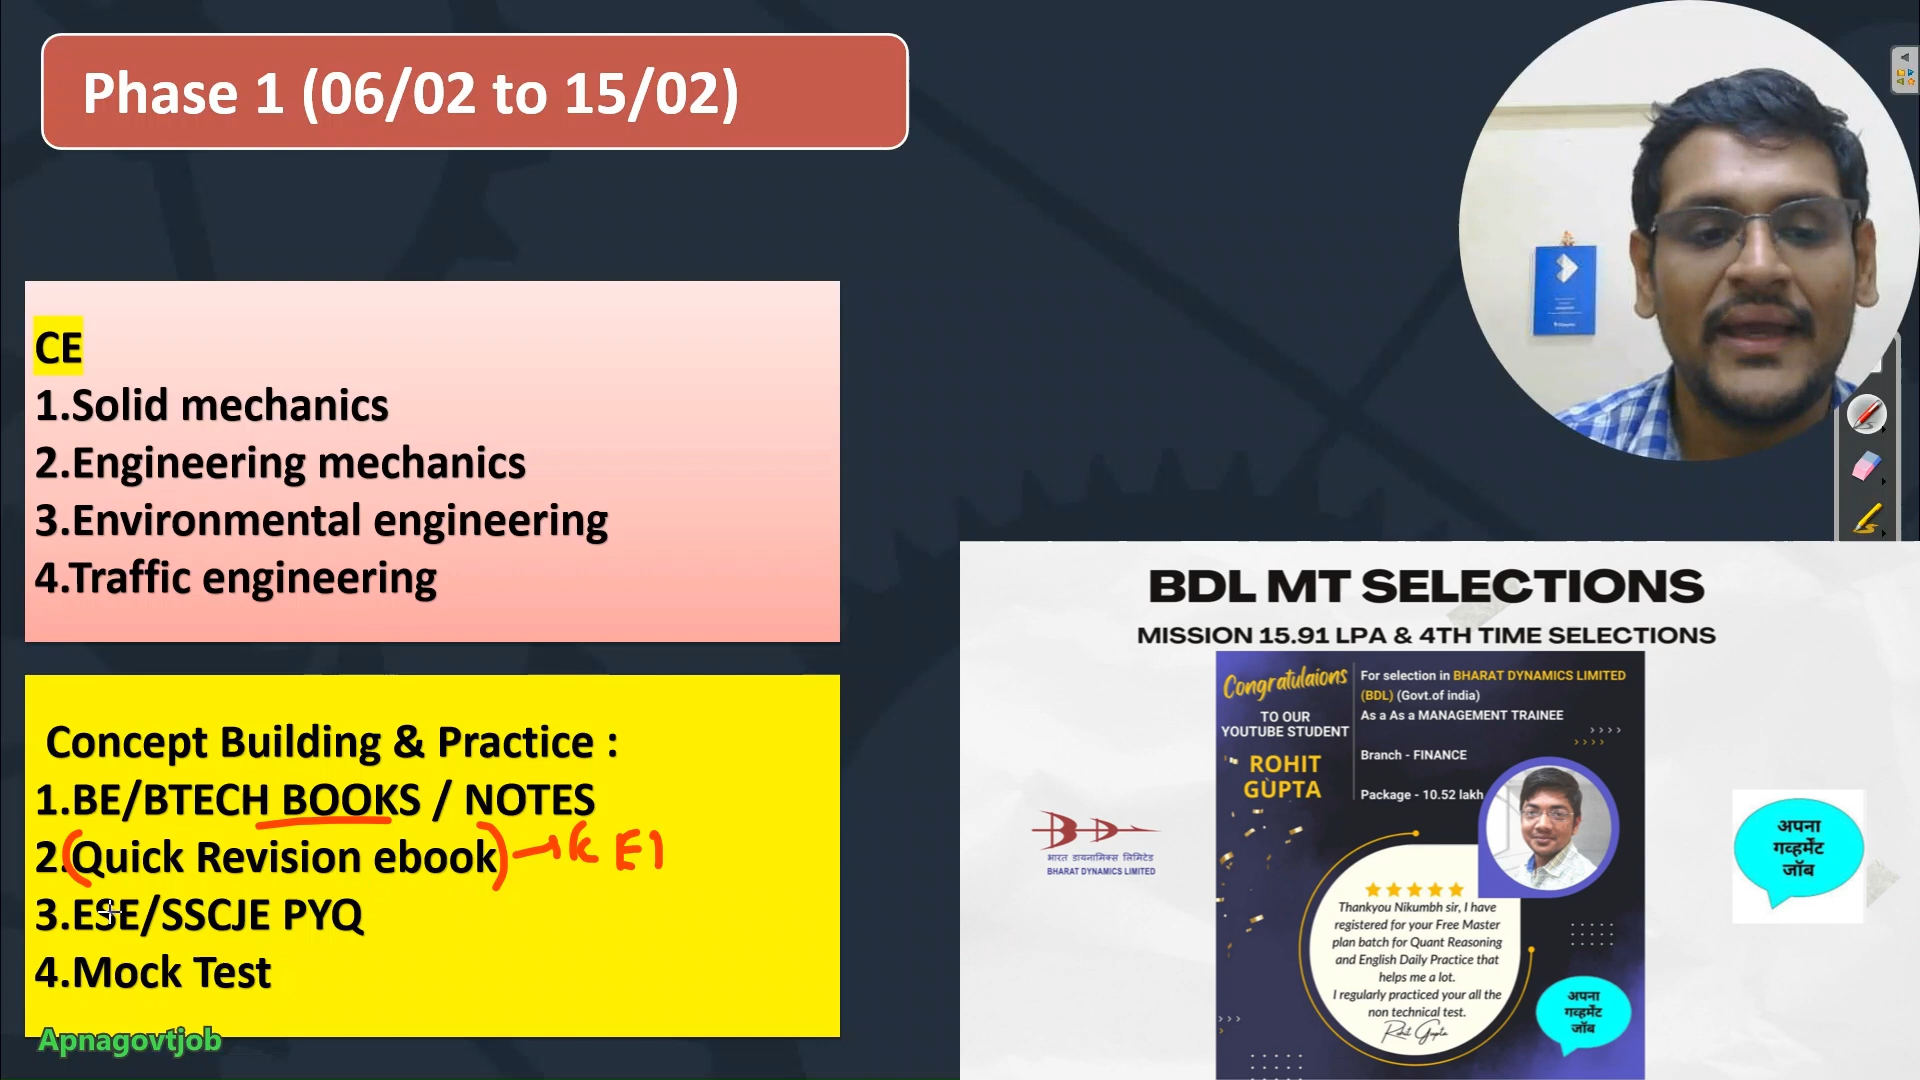 Phase 1 (06/02 to 15/02)
CE
1.Solid mechanics
2.Engineering mechanics
3.Environmental engineering
4.Traffic engineering
Concept Building & Practice :
1.BE/BTECH BOOKS / NOTES
2.Quick Revision ebook
3.ESE/SSCJE PYQ
4.Mock Test
Apnagovtjob
BDL MT SELECTIONS
MISSION 15.91 LPA & 4TH TIME SELECTIONS
Congratulaions
TO OUR
YOUTUBE STUDENT
ROHIT
GUPTA
For selection in BHARAT DYNAMICS LIMITED
(BDL) (Govt.of india)
As a As a MANAGEMENT TRAINEE
Branch - FINANCE
Package - 10.52 lakh
Thankyou Nikumbh sir, I have
registered for your Free Master
plan batch for Quant Reasoning
and English Daily Practice that
helps me a lot.
I regularly practiced your all the
non technical test.
Rohit Gupta
भारत डायनामिक्स लिमिटेड
BHARAT DYNAMICS LIMITED
अपना
गव्हर्मेंट
जॉब
अपना
गव्हर्मेंट
जॉब